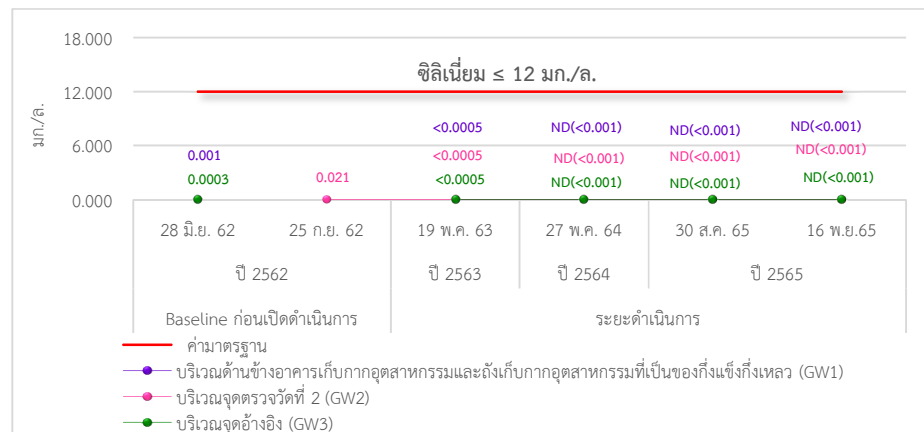 18.000
ซิลิเนี่ยม ≤ 12 มก./ล.
12.000
มก./ล.
<0.0005 ND(<0.001) ND(<0.001) ND(<0.001)
6.000
0.001 <0.0005 ND(<0.001) ND(<0.001) ND(<0.001)
0.0003 0.021 <0.0005 ND(<0.001) ND(<0.001) ND(<0.001)
0.000
28 มิ.ย. 62 25 ก.ย. 62 19 พ.ค. 63 27 พ.ค. 64 30 ส.ค. 65 16 พ.ย.65
ปี 2562 ปี 2563 ปี 2564 ปี 2565
Baseline ก่อนเปิดดำเนินการ ระยะดำเนินการ
ค่ามาตรฐาน
บริเวณด้านข้างอาคารเก็บกากอุตสาหกรรมและถังเก็บกากอุตสาหกรรมที่เป็นของกึ่งแข็งกึ่งเหลว (GW1)
บริเวณจุดตรวจวัดที่ 2 (GW2)
บริเวณจุดอ้างอิง (GW3)